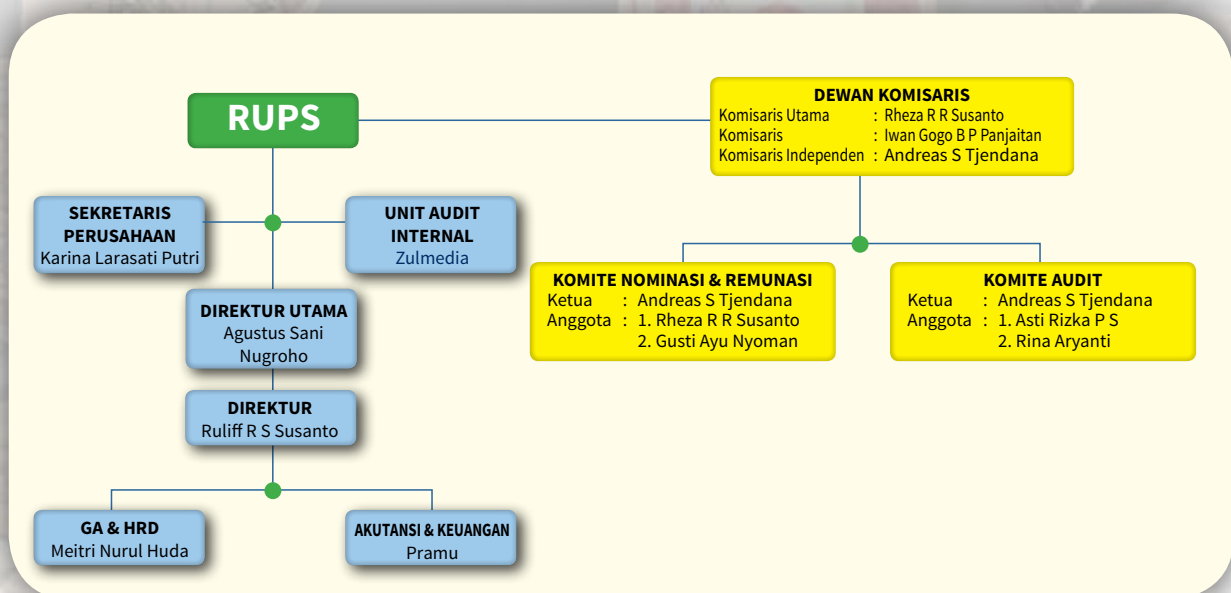 RUPS
DEWAN KOMISARIS
Komisaris Utama : Rheza R R Susanto
Komisaris : Iwan Gogo B P Panjaitan
Komisaris Independen : Andreas S Tjendana
SEKRETARIS
PERUSAHAAN
Karina Larasati Putri
UNIT AUDIT
INTERNAL
Zulmedia
KOMITE NOMINASI & REMUNASI
Ketua : Andreas S Tjendana
Anggota : 1. Rheza R R Susanto
2. Gusti Ayu Nyoman
KOMITE AUDIT
Ketua : Andreas S Tjendana
Anggota : 1. Asti Rizka P S
2. Rina Aryanti
DIREKTUR UTAMA
Agustus Sani
Nugroho
DIREKTUR
Ruliff R S Susanto
GA & HRD
Meitri Nurul Huda
AKUTANSI & KEUANGAN
Pramu